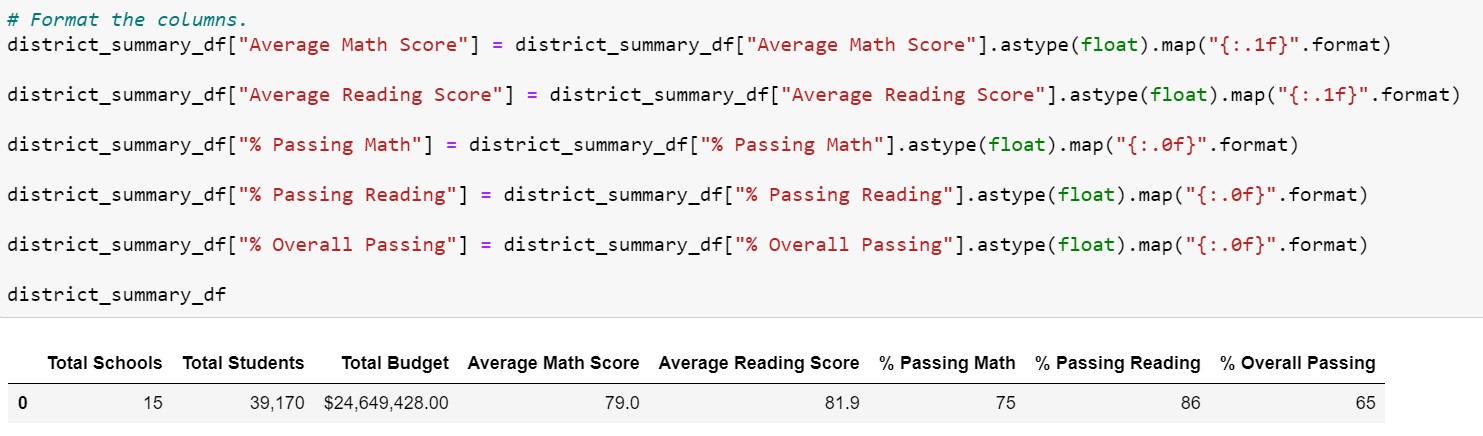 # Format the columns.
district_summary_df["Average Math Score"] = district_summary_df["Average Math Score"].astype(float).map("{:.1f}".format)
district_summary_df["Average Reading Score"] = district_summary_df["Average Reading Score"].astype(float).map("{:.1f}".format)
district_summary_df["% Passing Math"] = district_summary_df["% Passing Math"].astype(float).map("{:.0f}".format)
district_summary_df["% Passing Reading"] = district_summary_df["% Passing Reading"].astype(float).map("{:.0f}".format)
district_summary_df["% Overall Passing"] = district_summary_df["% Overall Passing"].astype(float).map("{:.0f}".format)
district_summary_df
Total Schools Total Students Total Budget Average Math Score Average Reading Score % Passing Math % Passing Reading % Overall Passing
0 15 39,170 $24,649,428.00 79.0 81.9 75 86 65